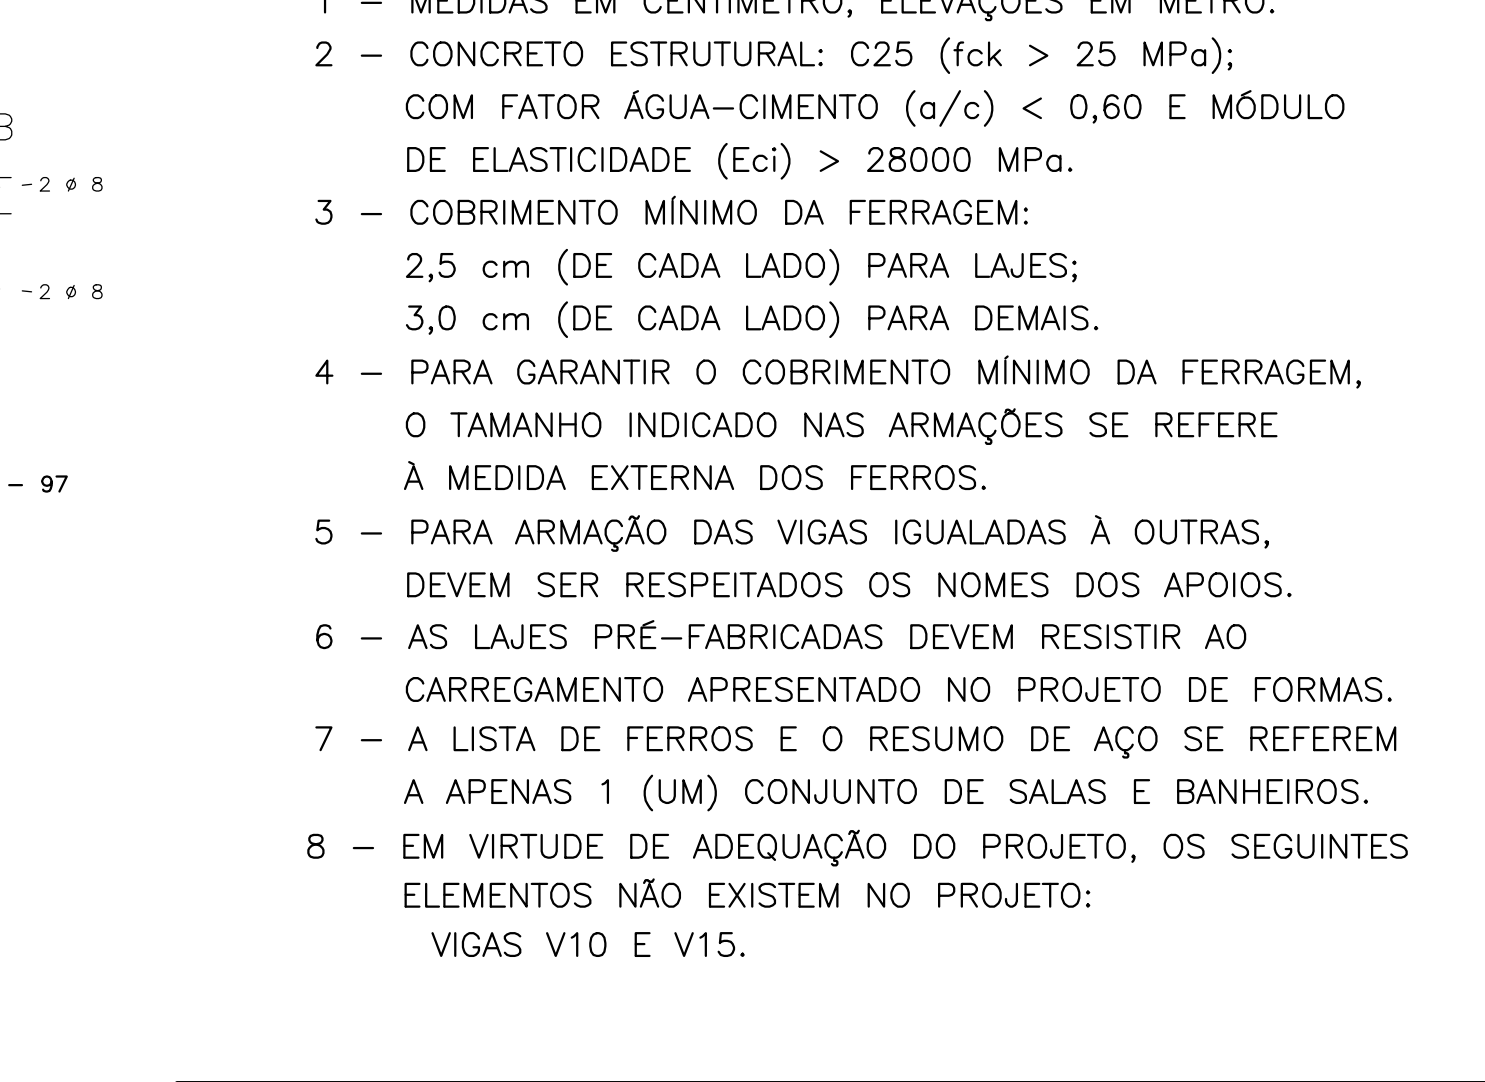 1 – MEDIDAS EM CENTÍMETRO, ELEVAÇÕES EM METRO.
2 – CONCRETO ESTRUTURAL: C25 (fck > 25 MPa);
COM FATOR ÁGUA–CIMENTO (a/c) < 0,60 E MÓDULO
DE ELASTICIDADE (Eci) > 28000 MPa.
3 – COBRIMENTO MÍNIMO DA FERRAGEM:
2,5 cm (DE CADA LADO) PARA LAJES;
3,0 cm (DE CADA LADO) PARA DEMAIS.
4 – PARA GARANTIR O COBRIMENTO MÍNIMO DA FERRAGEM,
O TAMANHO INDICADO NAS ARMAÇÕES SE REFERE
À MEDIDA EXTERNA DOS FERROS.
5 – PARA ARMAÇÃO DAS VIGAS IGUALADAS À OUTRAS,
DEVEM SER RESPEITADOS OS NOMES DOS APOIOS.
6 – AS LAJES PRÉ–FABRICADAS DEVEM RESISTIR AO
CARREGAMENTO APRESENTADO NO PROJETO DE FORMAS.
7 – A LISTA DE FERROS E O RESUMO DE AÇO SE REFEREM
A APENAS 1 (UM) CONJUNTO DE SALAS E BANHEIROS.
8 – EM VIRTUDE DE ADEQUAÇÃO DO PROJETO, OS SEGUINTES
ELEMENTOS NÃO EXISTEM NO PROJETO:
VIGAS V10 E V15.
B
-2 ø 8
-2 ø 8
– 97